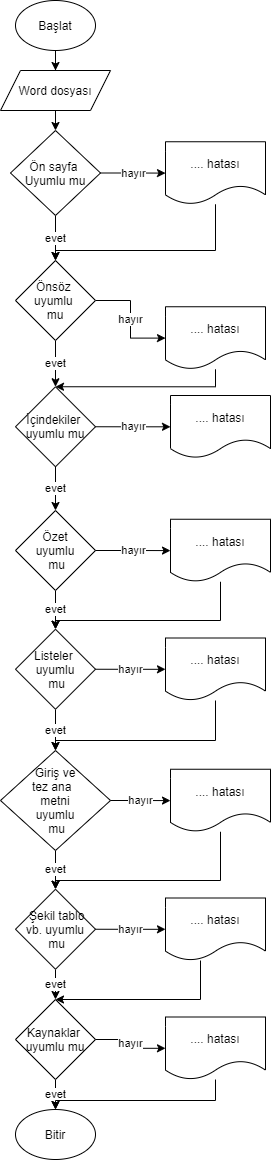 Başlat
Word dosyası
Ön sayfa
Uyumlu mu
hayır
.... hatası
evet
Önsöz
uyumlu
mu
hayır
.... hatası
evet
İçindekiler
uyumlu mu
hayır
.... hatası
evet
Özet
uyumlu
mu
hayır
.... hatası
evet
Listeler
uyumlu
mu
hayır
.... hatası
evet
Giriş ve
tez ana
metni
uyumlu
mu
hayır
.... hatası
evet
Şekil tablo
vb. uyumlu
mu
hayır
.... hatası
evet
Kaynaklar
uyumlu mu
hayır
.... hatası
evet
Bitir